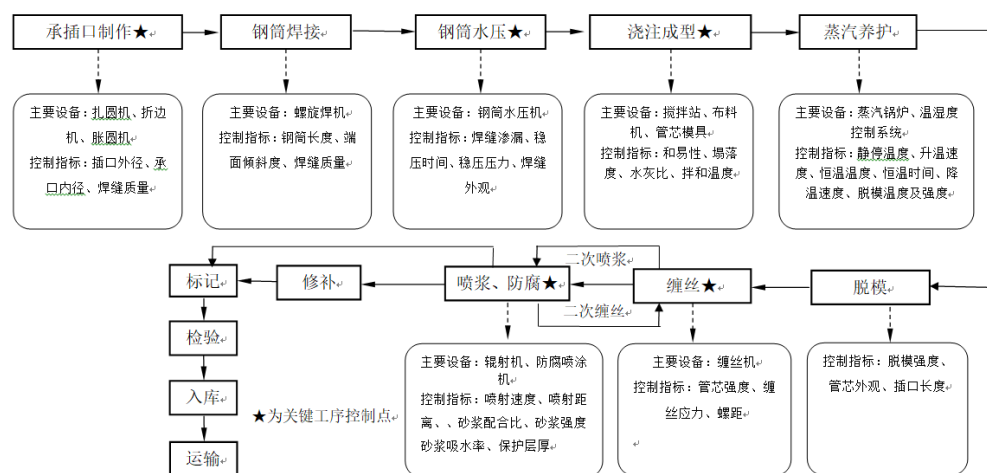 承插口制作★
钢筒焊接
钢筒水压★
浇注成型★
蒸汽养护
主要设备：扎圆机、折边
机、胀圆机
控制指标：插口外径、承
口内径、焊缝质量
主要设备：螺旋焊机
控制指标：钢筒长度、端
面倾斜度、焊缝质量
主要设备：钢筒水压机
控制指标：焊缝渗漏、稳
压时间、稳压压力、焊缝
外观
主要设备：搅拌站、布料
机、管芯模具
控制指标：和易性、塌落
度、水灰比、拌和温度
主要设备：蒸汽锅炉、温湿度
控制系统
控制指标：静停温度、升温速
度、恒温温度、恒温时间、降
温速度、脱模温度及强度
标记
修补
喷浆、防腐★
二次喷浆
二次缠丝
缠丝★
脱模
检验
入库
运输
★为关键工序控制点
主要设备：辊射机、防腐喷涂
机
控制指标：喷射速度、喷射距
离、、砂浆配合比、砂浆强度
砂浆吸水率、保护层厚
主要设备：缠丝机
控制指标：管芯强度、缠
丝应力、螺距
控制指标：脱模强度、
管芯外观、插口长度